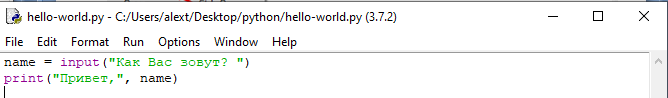 hello-world.py - C:/Users/alext/Desktop/python/hello-world.py (3.7.2)
File Edit Format Run Options Window Help
name = input("Как Вас зовут? ")
print("Привет,", name)